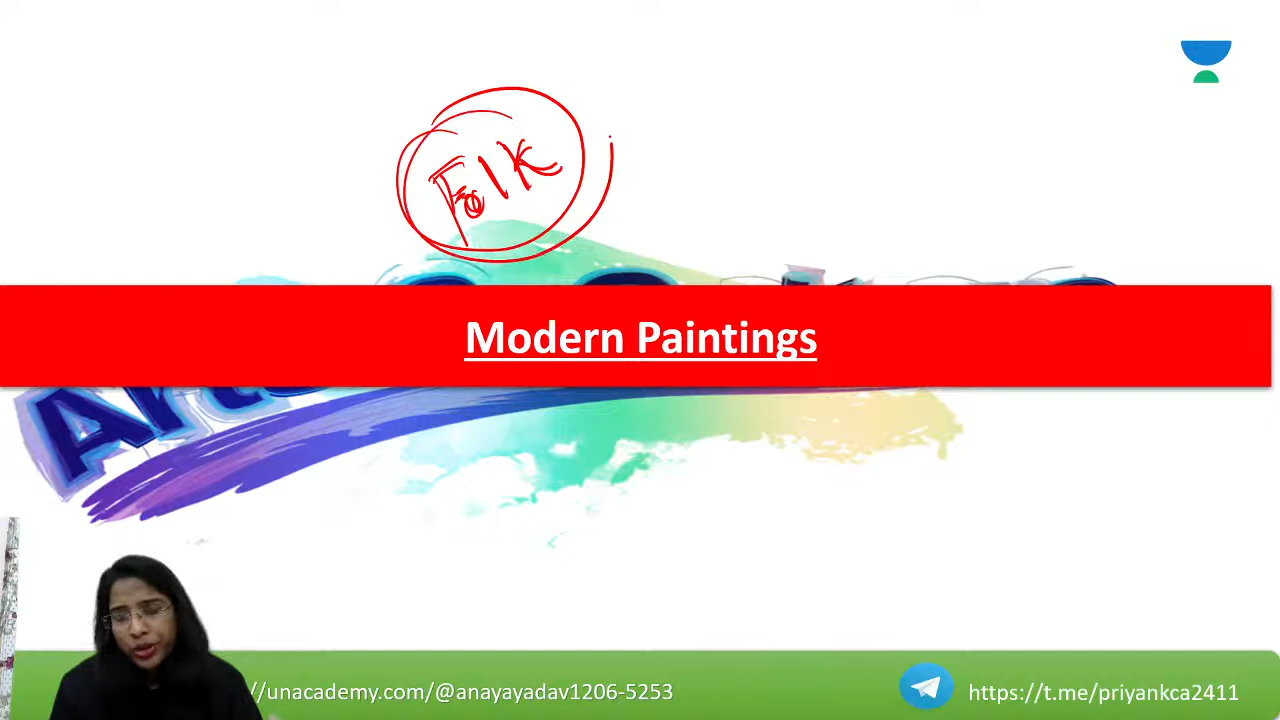 Folk
Modern Paintings
//unacademy.com/@anayayadav1206-5253
https://t.me/priyankca2411